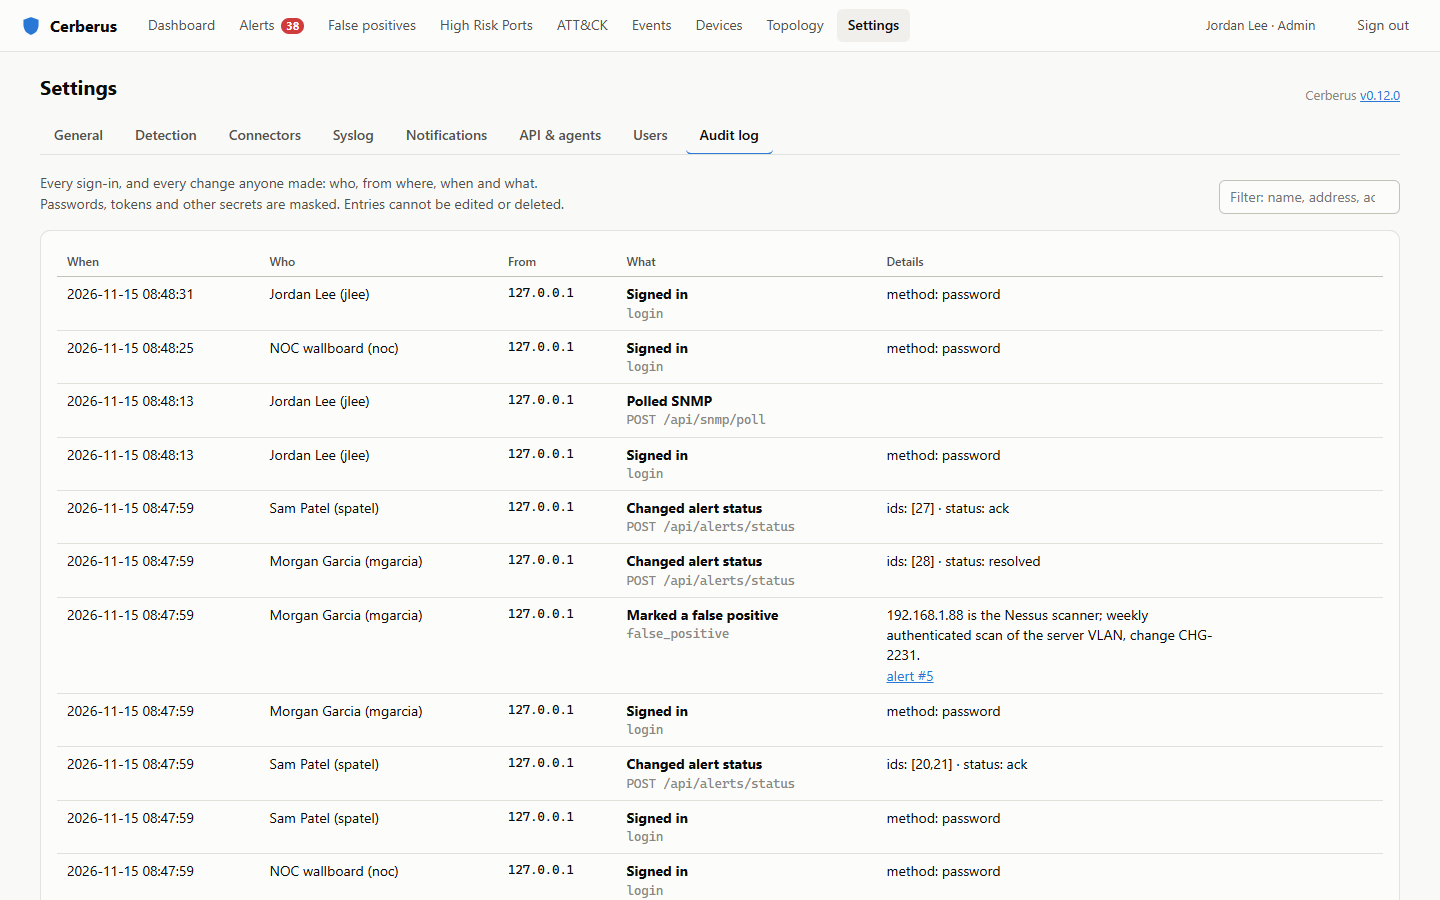 Cerberus Dashboard Alerts 38 False positives High Risk Ports ATT&CK Events Devices Topology Settings Jordan Lee · Admin Sign out
Settings
Cerberus v0.12.0
General Detection Connectors Syslog Notifications API & agents Users Audit log
Every sign-in, and every change anyone made: who, from where, when and what.
Passwords, tokens and other secrets are masked. Entries cannot be edited or deleted.
Filter: name, address, ac
When Who From What Details
2026-11-15 08:48:31 Jordan Lee (jlee) 127.0.0.1 Signed in method: password
login
2026-11-15 08:48:25 NOC wallboard (noc) 127.0.0.1 Signed in method: password
login
2026-11-15 08:48:13 Jordan Lee (jlee) 127.0.0.1 Polled SNMP
POST /api/snmp/poll
2026-11-15 08:48:13 Jordan Lee (jlee) 127.0.0.1 Signed in method: password
login
2026-11-15 08:47:59 Sam Patel (spatel) 127.0.0.1 Changed alert status ids: [27] · status: ack
POST /api/alerts/status
2026-11-15 08:47:59 Morgan Garcia (mgarcia) 127.0.0.1 Changed alert status ids: [28] · status: resolved
POST /api/alerts/status
2026-11-15 08:47:59 Morgan Garcia (mgarcia) 127.0.0.1 Marked a false positive 192.168.1.88 is the Nessus scanner; weekly
false_positive authenticated scan of the server VLAN, change CHG-
2231.
alert #5
2026-11-15 08:47:59 Morgan Garcia (mgarcia) 127.0.0.1 Signed in method: password
login
2026-11-15 08:47:59 Sam Patel (spatel) 127.0.0.1 Changed alert status ids: [20,21] · status: ack
POST /api/alerts/status
2026-11-15 08:47:59 Sam Patel (spatel) 127.0.0.1 Signed in method: password
login
2026-11-15 08:47:59 NOC wallboard (noc) 127.0.0.1 Signed in method: password
login